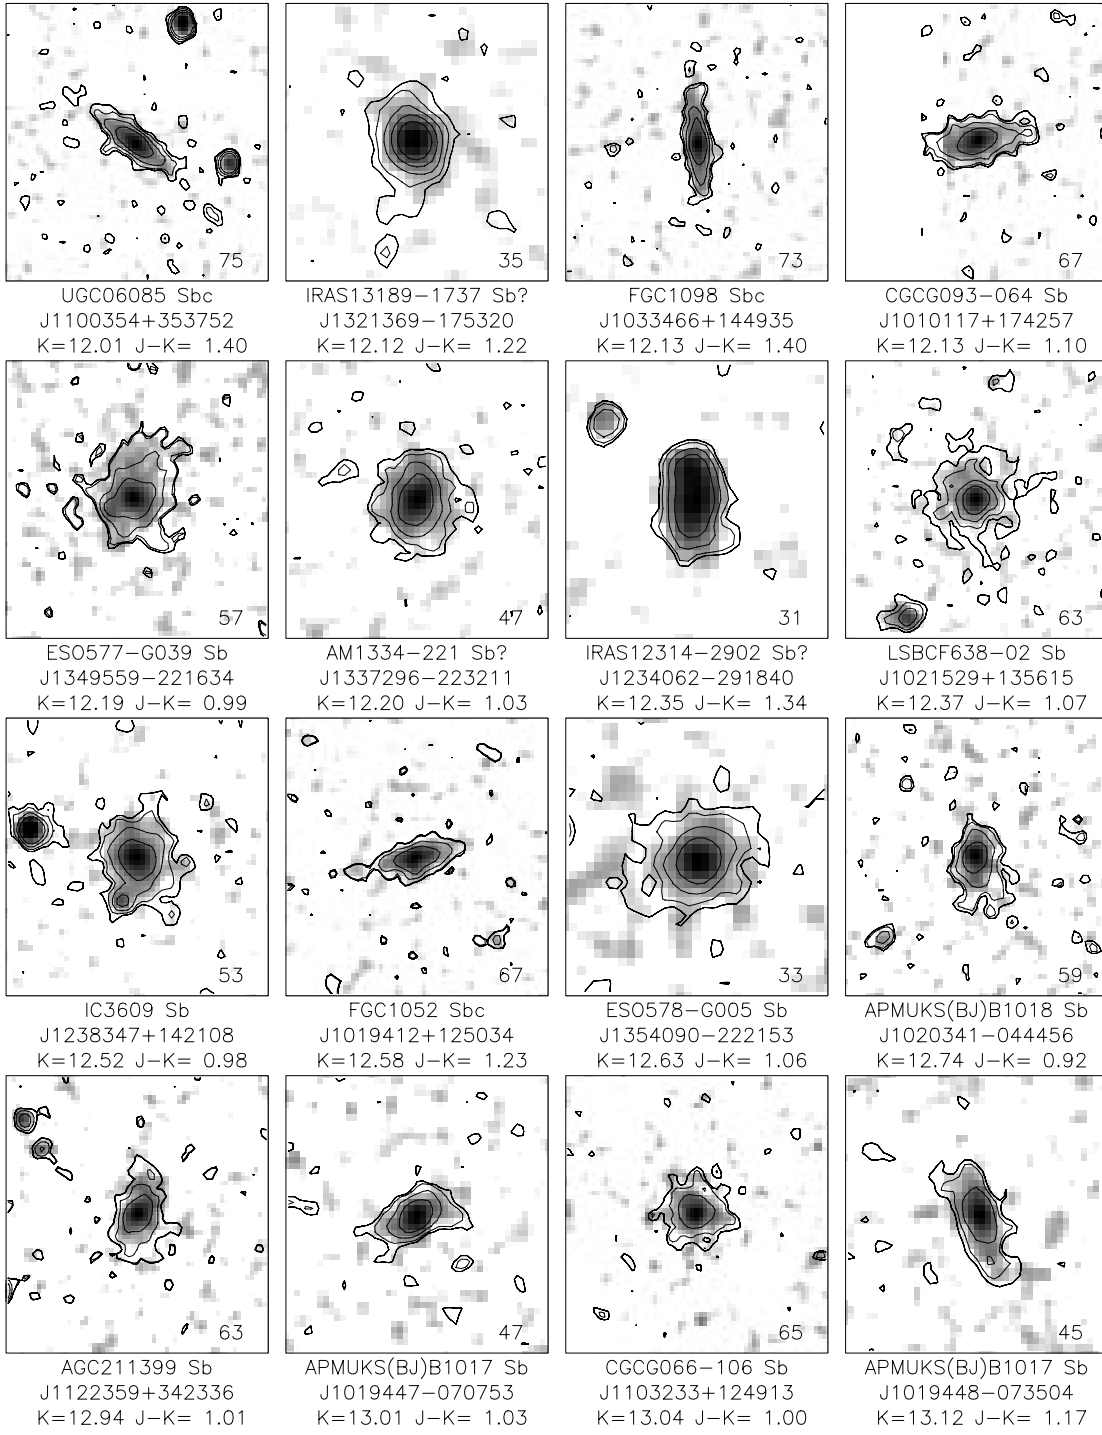 75
UGC06085 Sbc
J1100354+353752
K=12.01 J-K= 1.40
35
IRAS13189-1737 Sb?
J1321369-175320
K=12.12 J-K= 1.22
73
FGC1098 Sbc
J1033466+144935
K=12.13 J-K= 1.40
67
CGCG093-064 Sb
J1010117+174257
K=12.13 J-K= 1.10
57
ESO577-G039 Sb
J1349559-221634
K=12.19 J-K= 0.99
47
AM1334-221 Sb?
J1337296-223211
K=12.20 J-K= 1.03
31
IRAS12314-2902 Sb?
J1234062-291840
K=12.35 J-K= 1.34
63
LSBCF638-02 Sb
J1021529+135615
K=12.37 J-K= 1.07
53
IC3609 Sb
J1238347+142108
K=12.52 J-K= 0.98
67
FGC1052 Sbc
J1019412+125034
K=12.58 J-K= 1.23
33
ESO578-G005 Sb
J1354090-222153
K=12.63 J-K= 1.06
59
APMUKS(BJ)B1018 Sb
J1020341-044456
K=12.74 J-K= 0.92
63
AGC211399 Sb
J1122359+342336
K=12.94 J-K= 1.01
47
APMUKS(BJ)B1017 Sb
J1019447-070753
K=13.01 J-K= 1.03
65
CGCG066-106 Sb
J1103233+124913
K=13.04 J-K= 1.00
45
APMUKS(BJ)B1017 Sb
J1019448-073504
K=13.12 J-K= 1.17